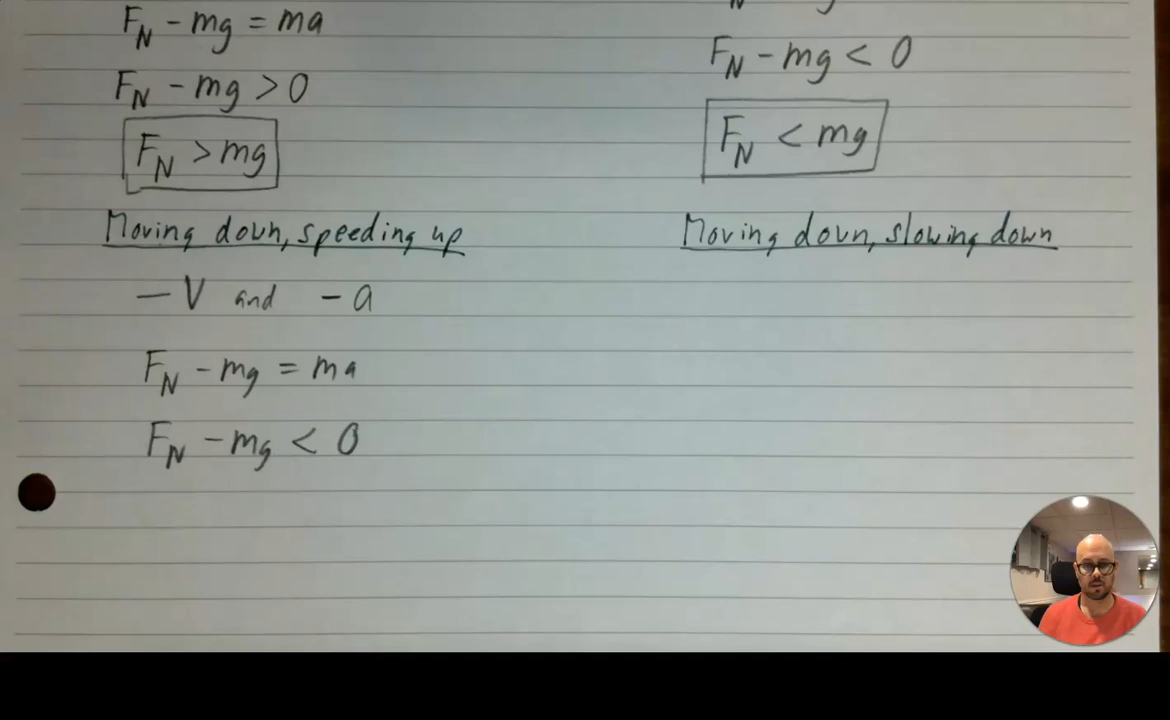 F_N - mg = ma
F_N - mg > 0
F_N > mg
F_N - mg < 0
F_N < mg
Moving down, speeding up
- V and - a
F_N - mg = ma
F_N - mg < 0
Moving down, slowing down